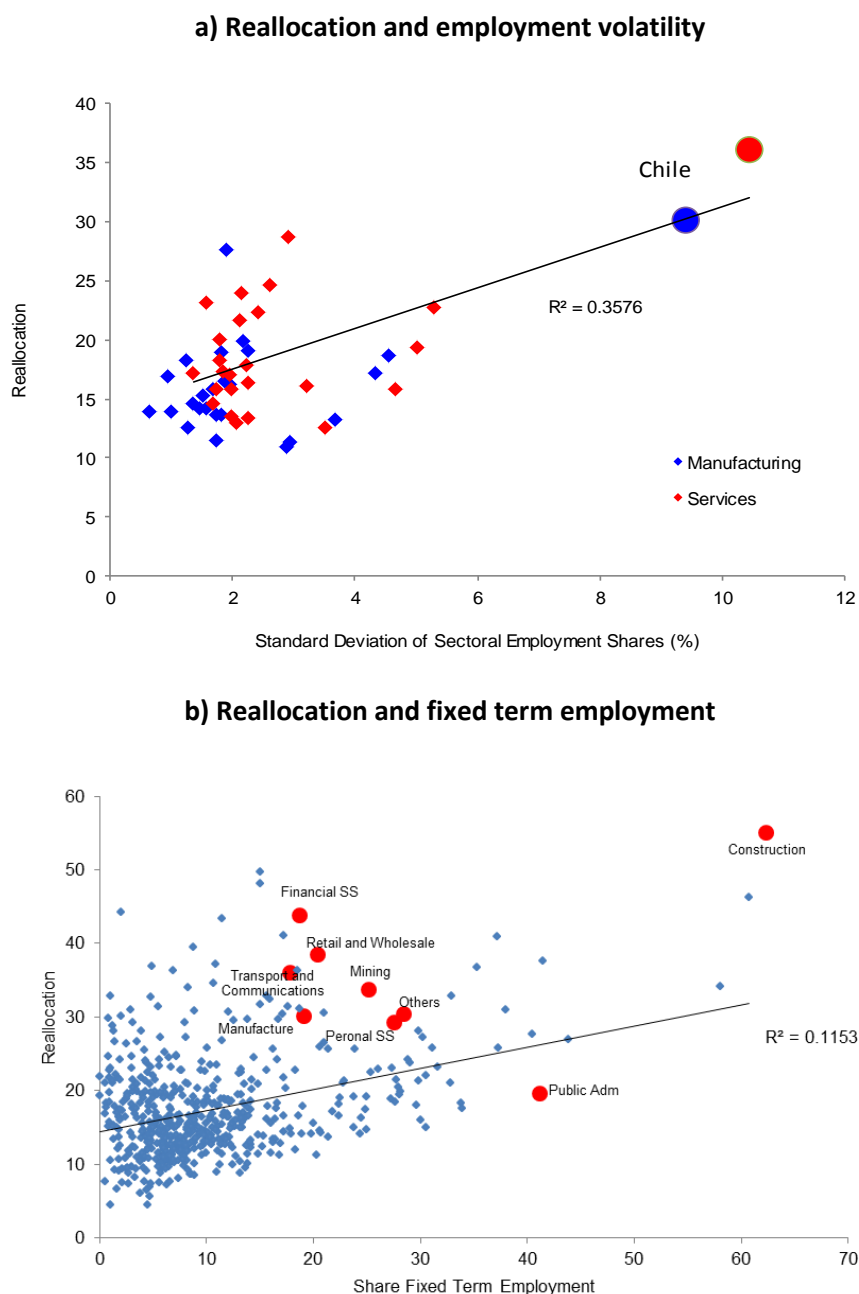 a) Reallocation and employment volatility
40
35
30
25
20
15
10
5
0
Reallocation
Chile
R² = 0.3576
Manufacturing
Services
0 2 4 6 8 10 12
Standard Deviation of Sectoral Employment Shares (%)
b) Reallocation and fixed term employment
60
50
40
30
20
10
0
Reallocation
Construction
Financial SS
Retail and Wholesale
Transport and
Communications
Mining
Others
Manufacture
Peronal SS
R² = 0.1153
Public Adm
0 10 20 30 40 50 60 70
Share Fixed Term Employment